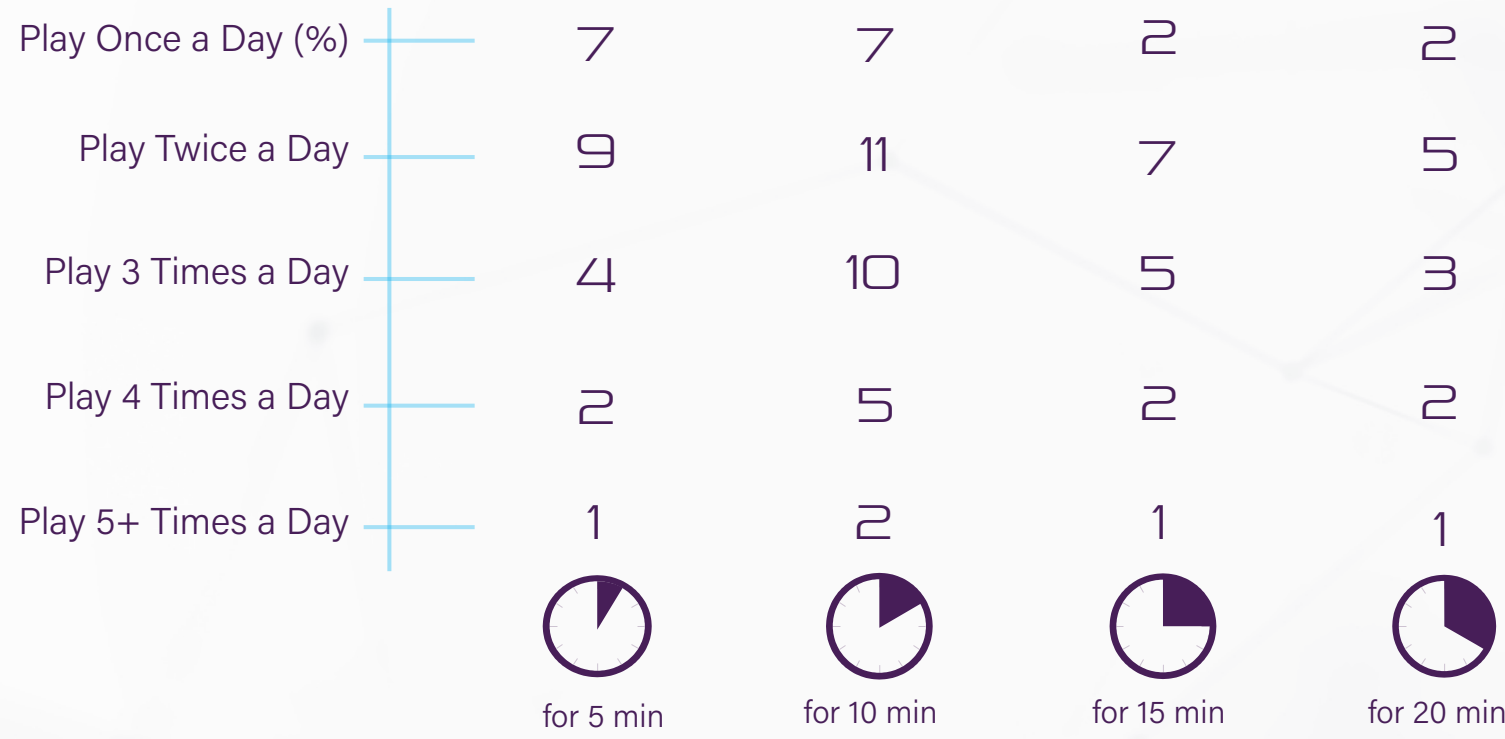 Play Once a Day (%) 7 7 2 2
Play Twice a Day 9 11 7 5
Play 3 Times a Day 4 10 5 3
Play 4 Times a Day 2 5 2 2
Play 5+ Times a Day 1 2 1 1
for 5 min for 10 min for 15 min for 20 min